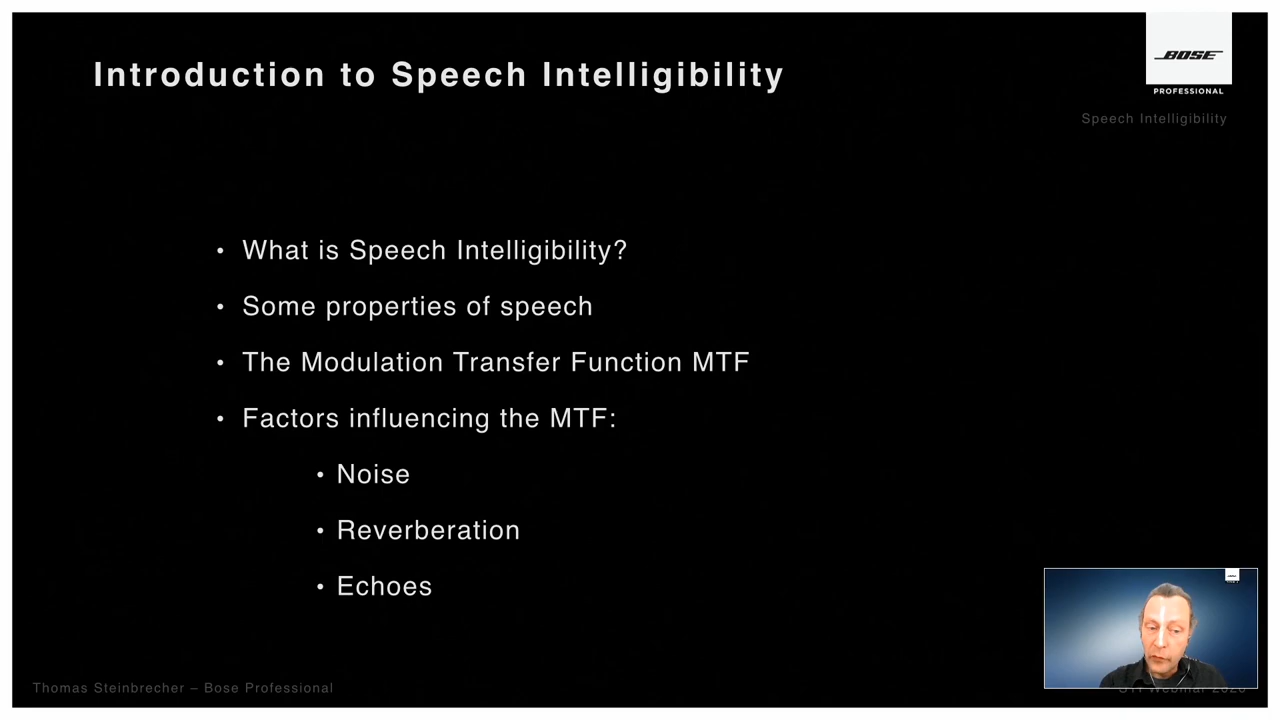 Introduction to Speech Intelligibility
BOSE
PROFESSIONAL
Speech Intelligibility
• What is Speech Intelligibility?
• Some properties of speech
• The Modulation Transfer Function MTF
• Factors influencing the MTF:
• Noise
• Reverberation
• Echoes
Thomas Steinbrecher – Bose Professional
Webinar